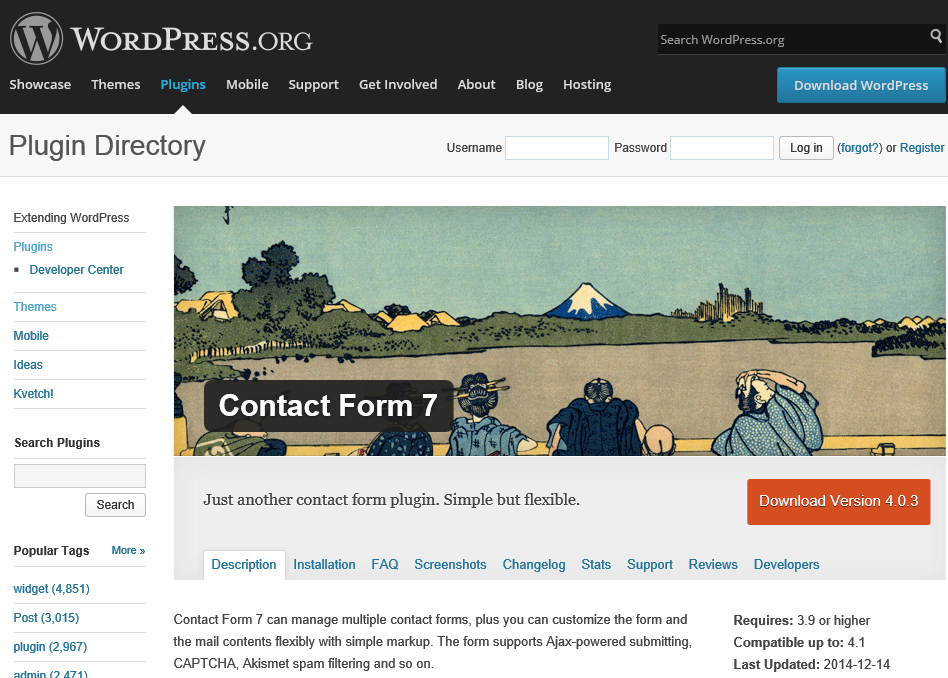 WORDPRESS.ORG
Search WordPress.org
Showcase Themes Plugins Mobile Support Get Involved About Blog Hosting
Download WordPress
Plugin Directory
Username Password Log in (forgot?) or Register
Extending WordPress
Plugins
Developer Center
Themes
Mobile
Ideas
Kvetch!
Search Plugins
Search
Popular Tags More »
widget (4,851)
Post (3,015)
plugin (2,967)
admin (2,471)
Contact Form 7
Just another contact form plugin. Simple but flexible.
Download Version 4.0.3
Description Installation FAQ Screenshots Changelog Stats Support Reviews Developers
Contact Form 7 can manage multiple contact forms, plus you can customize the form and
the mail contents flexibly with simple markup. The form supports Ajax-powered submitting,
CAPTCHA, Akismet spam filtering and so on.
Requires: 3.9 or higher
Compatible up to: 4.1
Last Updated: 2014-12-14